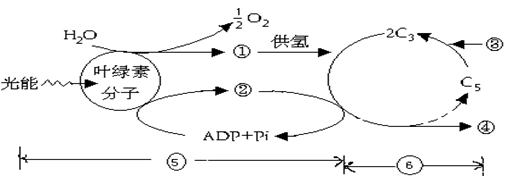 H₂O
½O₂
① 供氢
2C₃
③
光能
叶绿素
分子
②
C₅
④
ADP+Pi
⑤
⑥